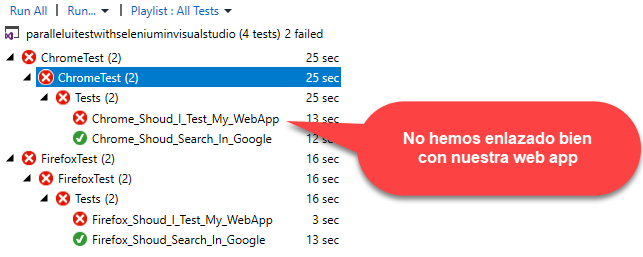 Run All | Run... | Playlist : All Tests
paralleluitestwithseleniuminvisualstudio (4 tests) 2 failed
ChromeTest (2) 25 sec
ChromeTest (2) 25 sec
Tests (2) 25 sec
Chrome_Shoud_I_Test_My_WebApp 13 sec
Chrome_Shoud_Search_In_Google 12 sec
FirefoxTest (2) 16 sec
FirefoxTest (2) 16 sec
Tests (2) 16 sec
Firefox_Shoud_I_Test_My_WebApp 3 sec
Firefox_Shoud_Search_In_Google 13 sec
No hemos enlazado bien
con nuestra web app